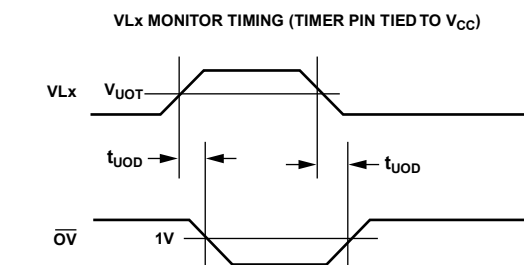 VLx MONITOR TIMING (TIMER PIN TIED TO VCC)
VLx VUOT
tUOD tUOD
OV 1V